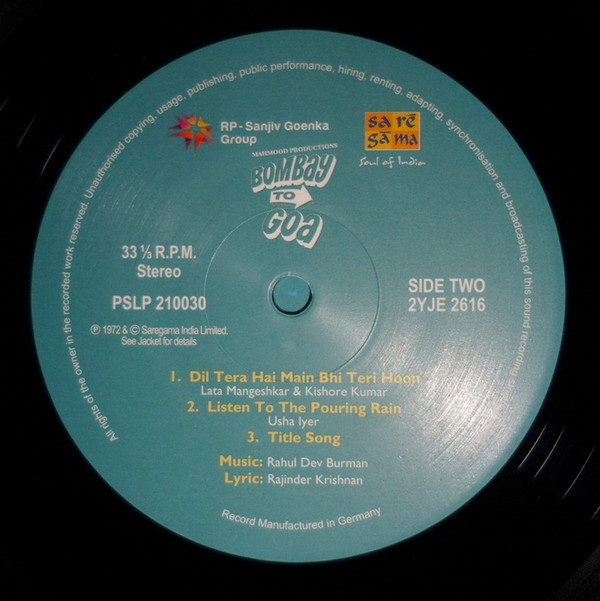 All rights of the owner in the recorded work reserved. Unauthorised copying, usage, publishing, public performance, hiring, renting, adapting, synchronisation and broadcasting of this sound recording
RP-Sanjiv Goenka
Group
sa rē
gā ma
Soul of India
MAHMOOD PRODUCTIONS
BOMBAY
TO
GOA
33 ⅓ R.P.M.
Stereo
PSLP 210030
SIDE TWO
2YJE 2616
℗ 1972 & © Saregama India Limited.
See Jacket for details
1. Dil Tera Hai Main Bhi Teri Hoon
Lata Mangeshkar & Kishore Kumar
2. Listen To The Pouring Rain
Usha Iyer
3. Title Song
Music: Rahul Dev Burman
Lyric: Rajinder Krishnan
Record Manufactured in Germany